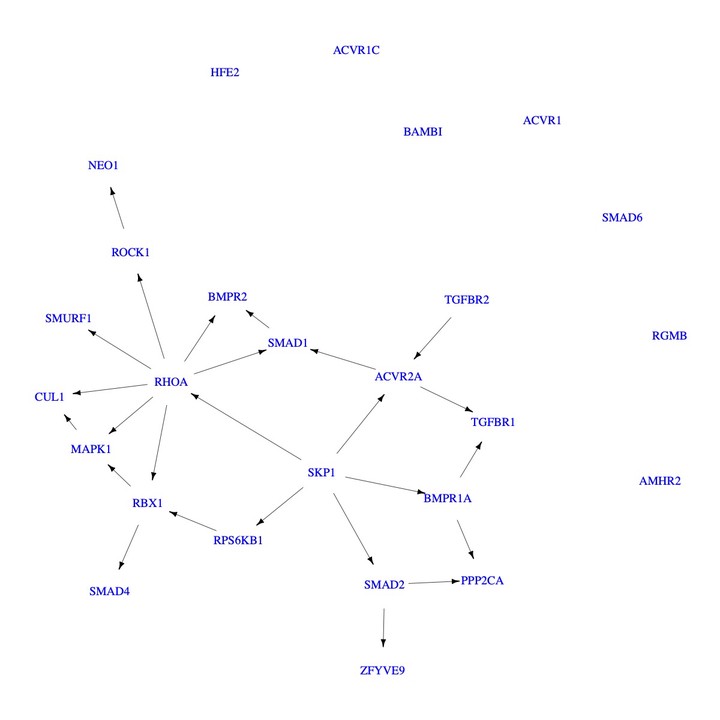 ACVR1C
HFE2
ACVR1
BAMBI
NEO1
SMAD6
ROCK1
BMPR2
TGFBR2
SMURF1
RGMB
SMAD1
ACVR2A
RHOA
CUL1
TGFBR1
MAPK1
SKP1
AMHR2
BMPR1A
RBX1
RPS6KB1
PPP2CA
SMAD2
SMAD4
ZFYVE9